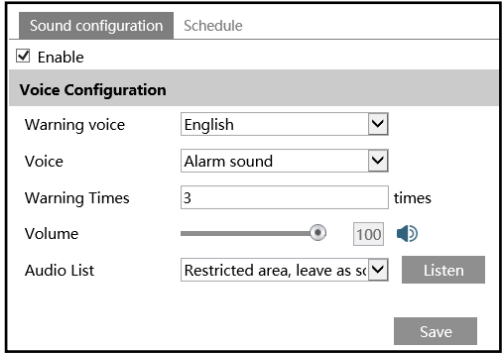 Sound configuration Schedule
Enable
Voice Configuration
Warning voice English
Voice Alarm sound
Warning Times 3 times
Volume 100
Audio List Restricted area, leave as Listen
Save